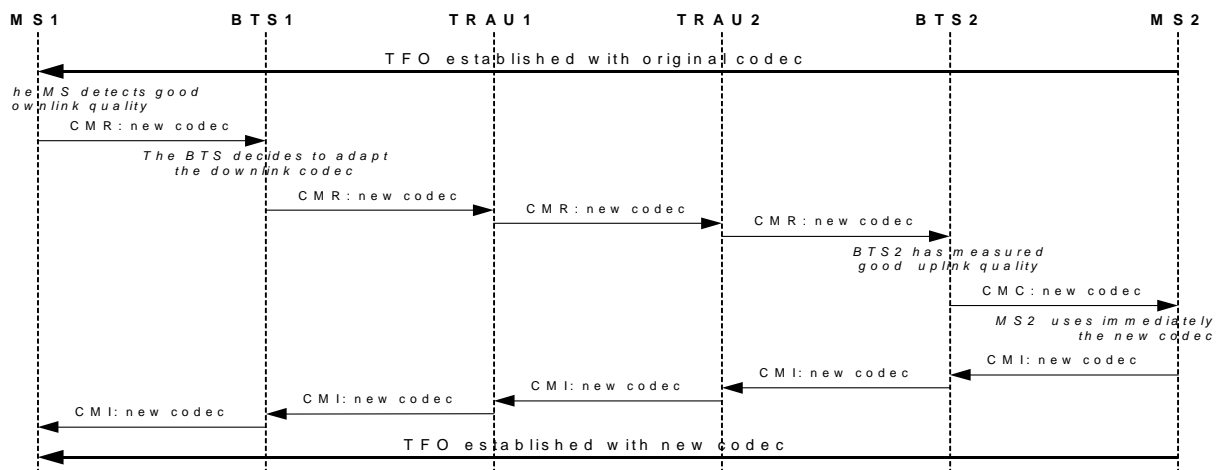 MS1 BTS1 TRAU1 TRAU2 BTS2 MS2
TFO established with original codec
he MS detects good
ownlink quality
CMR: new codec
The BTS decides to adapt
the downlink codec
CMR: new codec
CMR: new codec
CMR: new codec
BTS2 has measured
good uplink quality
CMC: new codec
MS2 uses immediately
the new codec
CMI: new codec
CMI: new codec
CMI: new codec
CMI: new codec
CMI: new codec
TFO established with new codec